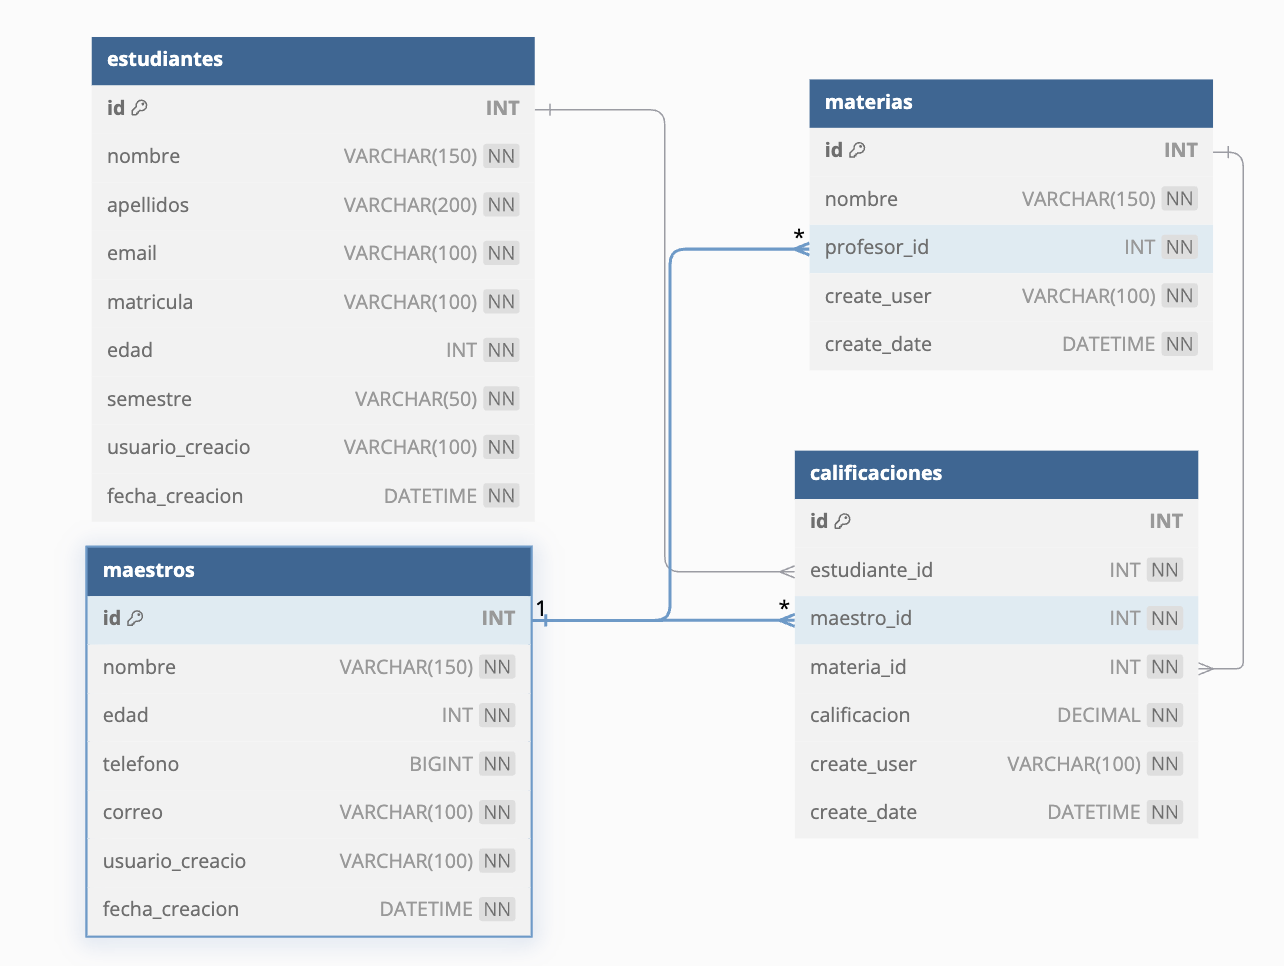 estudiantes
id INT
nombre VARCHAR(150) NN
apellidos VARCHAR(200) NN
email VARCHAR(100) NN
matricula VARCHAR(100) NN
edad INT NN
semestre VARCHAR(50) NN
usuario_creacio VARCHAR(100) NN
fecha_creacion DATETIME NN
maestros
id INT
1
nombre VARCHAR(150) NN
edad INT NN
telefono BIGINT NN
correo VARCHAR(100) NN
usuario_creacio VARCHAR(100) NN
fecha_creacion DATETIME NN
materias
id INT
nombre VARCHAR(150) NN
*
profesor_id INT NN
create_user VARCHAR(100) NN
create_date DATETIME NN
calificaciones
id INT
estudiante_id INT NN
*
maestro_id INT NN
materia_id INT NN
calificacion DECIMAL NN
create_user VARCHAR(100) NN
create_date DATETIME NN